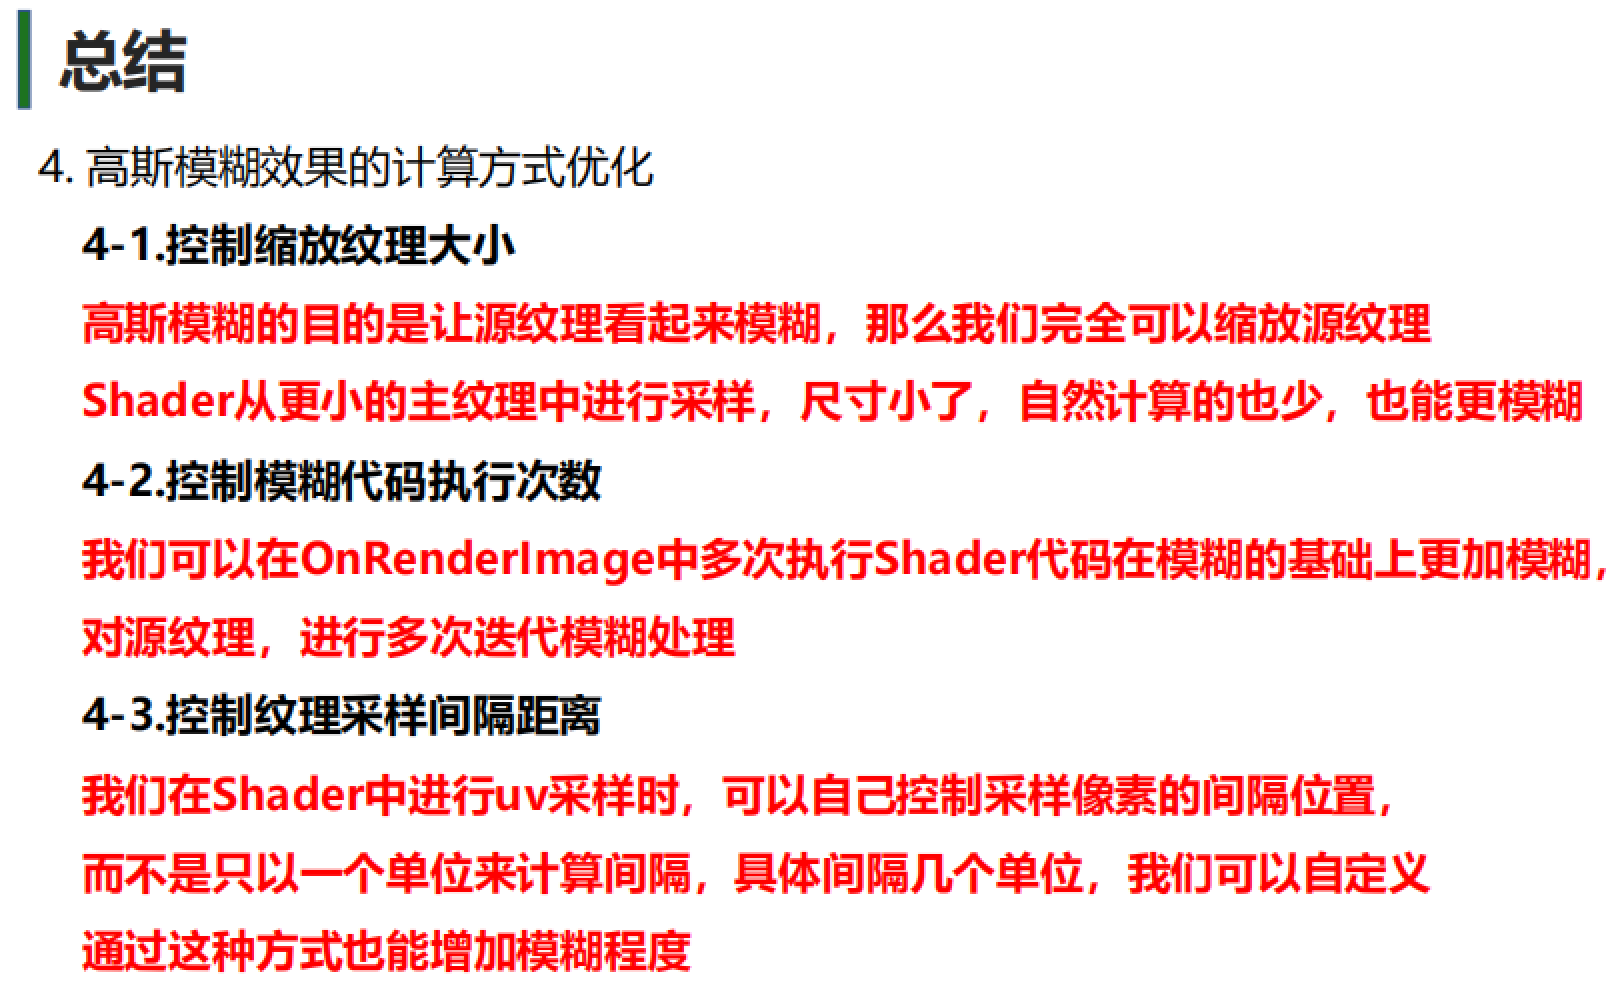 总结
4. 高斯模糊效果的计算方式优化
4-1.控制缩放纹理大小
高斯模糊的目的是让源纹理看起来模糊，那么我们完全可以缩放源纹理
Shader从更小的主纹理中进行采样，尺寸小了，自然计算的也少，也能更模糊
4-2.控制模糊代码执行次数
我们可以在OnRenderImage中多次执行Shader代码在模糊的基础上更加模糊，
对源纹理，进行多次迭代模糊处理
4-3.控制纹理采样间隔距离
我们在Shader中进行uv采样时，可以自己控制采样像素的间隔位置，
而不是只以一个单位来计算间隔，具体间隔几个单位，我们可以自定义
通过这种方式也能增加模糊程度